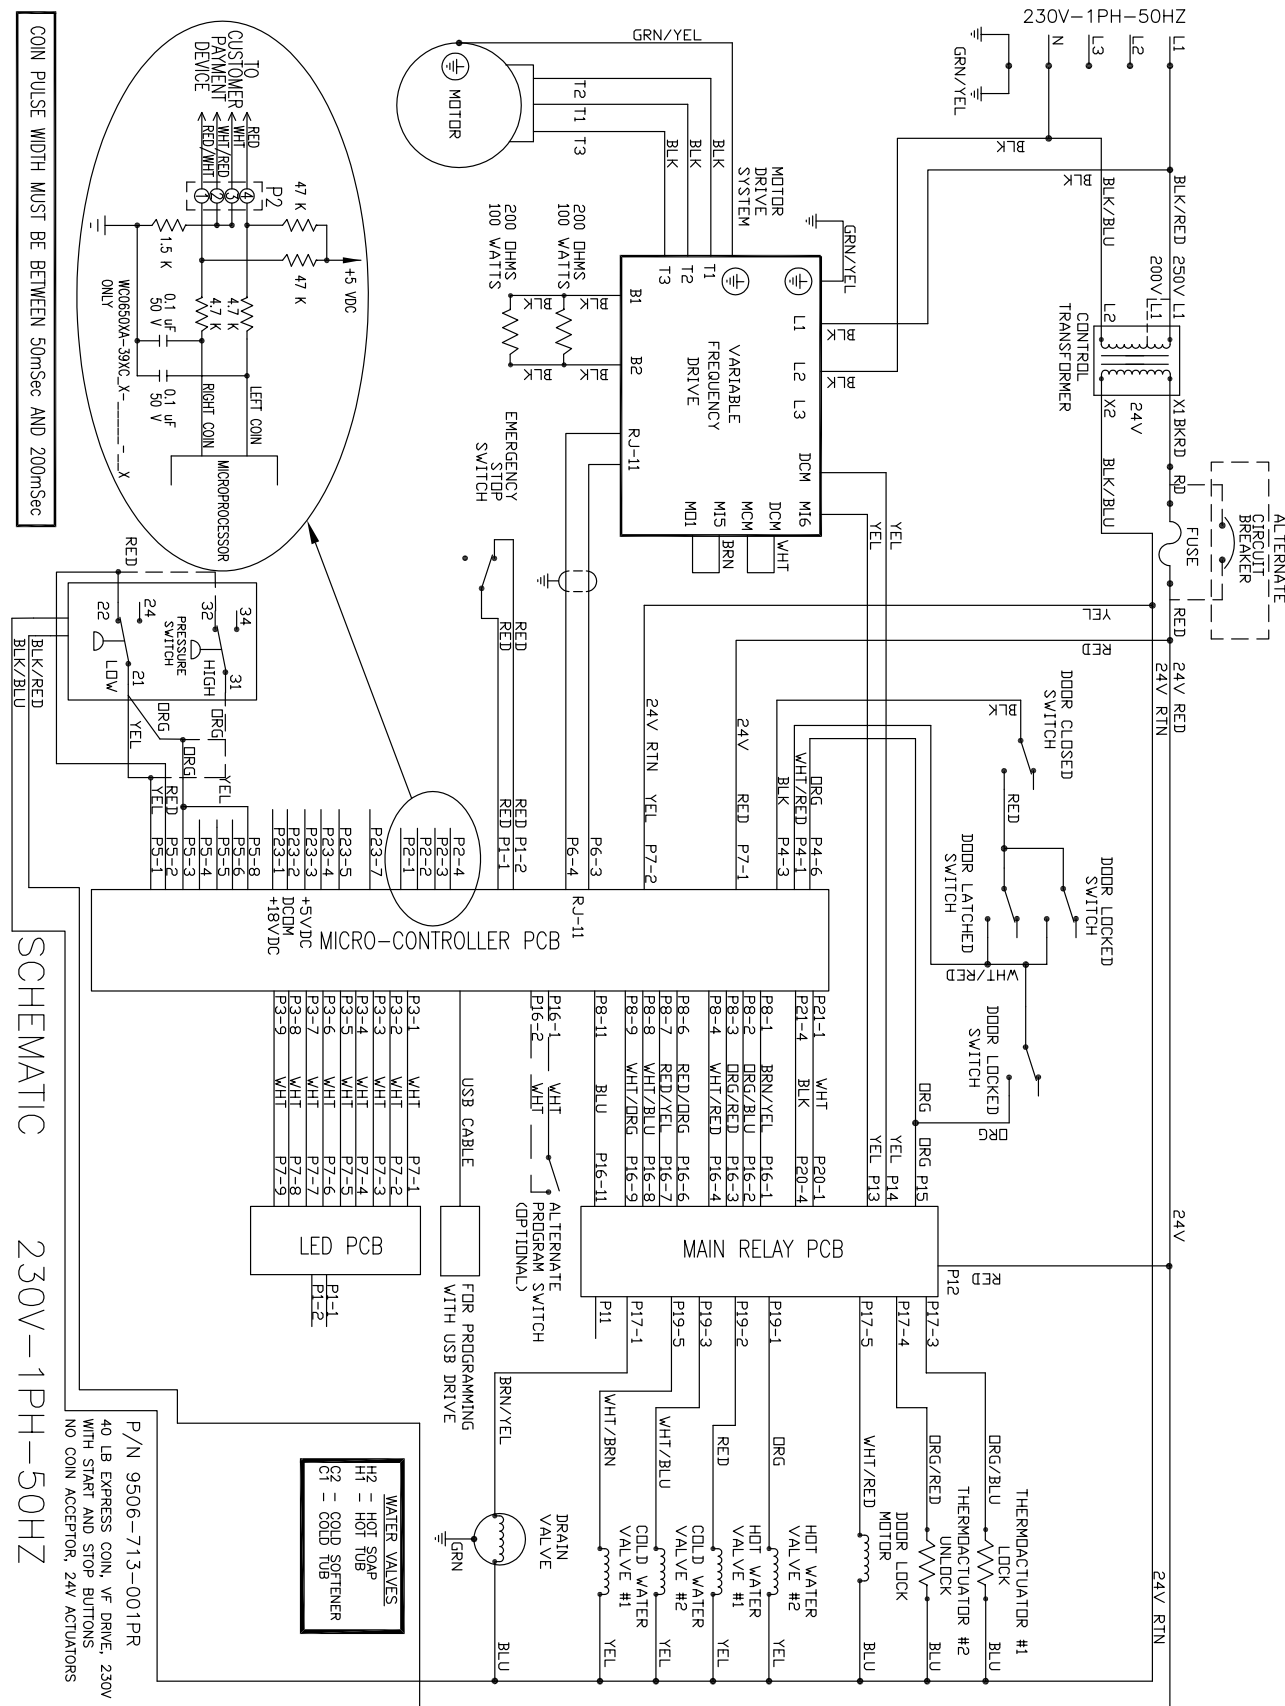 230V-1PH-50HZ
L1
L2
L3
N
GRN/YEL
BLK
BLK
BLK/RED
BLK/BLU
250V L1
200V L1
L2
CONTROL
TRANSFORMER
X1
X2
24V
BKRD
BLK/BLU
RD
FUSE
ALTERNATE
CIRCUIT
BREAKER
RED
YEL
RED
24V RED
24V RTN
24V
24V RTN
GRN/YEL
MOTOR
T2
T1
T3
BLK
BLK
BLK
MOTOR
DRIVE
SYSTEM
GRN/YEL
BLK
BLK
T1
T2
T3
L1
L2
L3
VARIABLE
FREQUENCY
DRIVE
B1
B2
RJ-11
DCM
MI6
DCM
MCM
MI5
MO1
WHT
BRN
YEL
YEL
200 OHMS
100 WATTS
200 OHMS
100 WATTS
BLK
BLK
BLK
BLK
EMERGENCY
STOP
SWITCH
RED
RED
DOOR CLOSED
SWITCH
BLK
RED
DOOR LATCHED
SWITCH
DOOR LOCKED
SWITCH
WHT/RED
DOOR LOCKED
SWITCH
ORG
ORG
24V RTN
24V
ORG P4-6
WHT/RED P4-1
BLK P4-3
RED P7-1
YEL P7-2
P6-3
P6-4
RED P1-2
RED P1-1
P2-4
P2-3
P2-2
P2-1
P23-7
P23-5
P23-4
P23-3
P23-2
P23-1
P5-8
P5-6
P5-5
P5-4
P5-3
RED P5-2
YEL P5-1
RJ-11
+5VDC
DCOM
+18VDC
MICRO-CONTROLLER PCB
TO
CUSTOMER
PAYMENT
DEVICE
RED
WHT
WHT/RED
RED/WHT
P2
4
3
2
1
47 K
47 K
+5 VDC
1.5 K
4.7 K
4.7 K
0.1 uF
50 V
0.1 uF
50 V
LEFT COIN
RIGHT COIN
MICROPROCESSOR
WC0650XA-39XC_X-_____-__X
ONLY
COIN PULSE WIDTH MUST BE BETWEEN 50mSec AND 200mSec
RED
34
32
31
HIGH
PRESSURE
SWITCH
24
22
21
LOW
BLK/RED
BLK/BLU
ORG
ORG
YEL
ORG
YEL
P21-1 WHT P20-1
P21-4 BLK P20-4
P8-1 BRN/YEL P16-1
P8-2 ORG/BLU P16-2
P8-3 ORG/RED P16-3
P8-4 WHT/RED P16-4
P8-6 RED/ORG P16-6
P8-7 RED/YEL P16-7
P8-8 WHT/BLU P16-8
P8-9 WHT/ORG P16-9
P8-11 BLU P16-11
P16-1 WHT
P16-2 WHT
ALTERNATE
PROGRAM SWITCH
(OPTIONAL)
USB CABLE
FOR PROGRAMMING
WITH USB DRIVE
P3-1 WHT P7-1
P3-2 WHT P7-2
P3-3 WHT P7-3
P3-4 WHT P7-4
P3-5 WHT P7-5
P3-6 WHT P7-6
P3-7 WHT P7-7
P3-8 WHT P7-8
P3-9 WHT P7-9
LED PCB
P1-1
P1-2
ORG P15
YEL P14
YEL P13
MAIN RELAY PCB
P12
RED
P17-3
P17-4
P17-5
P19-1
P19-2
P19-3
P19-5
P17-1
P11
ORG/BLU
THERMOACTUATOR #1
LOCK
BLU
ORG/RED
THERMOACTUATOR #2
UNLOCK
BLU
WHT/RED
DOOR LOCK
MOTOR
BLU
ORG
HOT WATER
VALVE #2
YEL
RED
HOT WATER
VALVE #1
YEL
WHT/BLU
COLD WATER
VALVE #2
YEL
WHT/BRN
COLD WATER
VALVE #1
YEL
BRN/YEL
DRAIN
VALVE
GRN
BLU
WATER VALVES
H2 - HOT SOAP
H1 - HOT TUB
C2 - COLD SOFTENER
C1 - COLD TUB
SCHEMATIC 230V-1PH-50HZ
P/N 9506-713-001PR
40 LB EXPRESS COIN, VF DRIVE, 230V
WITH START AND STOP BUTTONS
NO COIN ACCEPTOR, 24V ACTUATORS